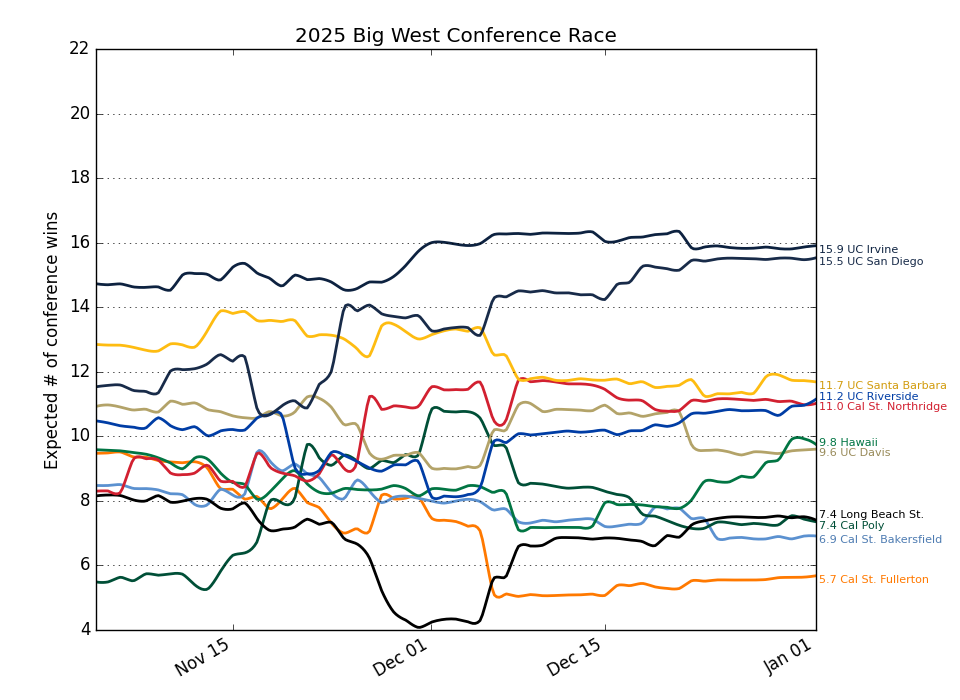 2025 Big West Conference Race
Expected # of conference wins
22
20
18
16
14
12
10
8
6
4
Nov 15
Dec 01
Dec 15
Jan 01
15.9 UC Irvine
15.5 UC San Diego
11.7 UC Santa Barbara
11.2 UC Riverside
11.0 Cal St. Northridge
9.8 Hawaii
9.6 UC Davis
7.4 Long Beach St.
7.4 Cal Poly
6.9 Cal St. Bakersfield
5.7 Cal St. Fullerton